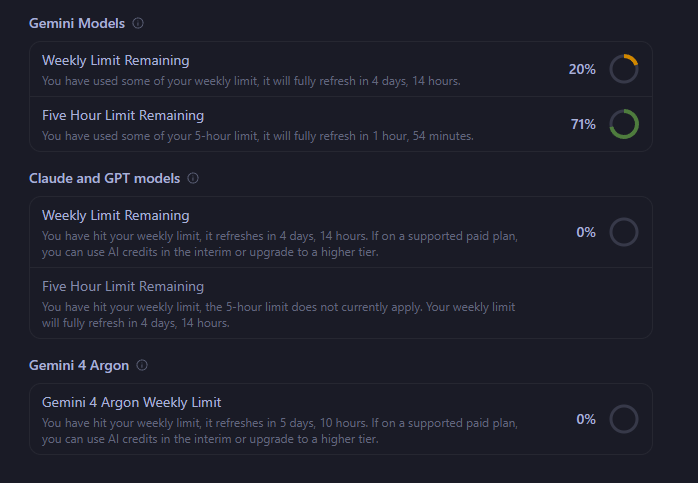 Gemini Models
Weekly Limit Remaining
You have used some of your weekly limit, it will fully refresh in 4 days, 14 hours.
20%
Five Hour Limit Remaining
You have used some of your 5-hour limit, it will fully refresh in 1 hour, 54 minutes.
71%
Claude and GPT models
Weekly Limit Remaining
You have hit your weekly limit, it refreshes in 4 days, 14 hours. If on a supported paid plan,
you can use AI credits in the interim or upgrade to a higher tier.
0%
Five Hour Limit Remaining
You have hit your weekly limit, the 5-hour limit does not currently apply. Your weekly limit
will fully refresh in 4 days, 14 hours.
Gemini 4 Argon
Gemini 4 Argon Weekly Limit
You have hit your weekly limit, it refreshes in 5 days, 10 hours. If on a supported paid plan,
you can use AI credits in the interim or upgrade to a higher tier.
0%